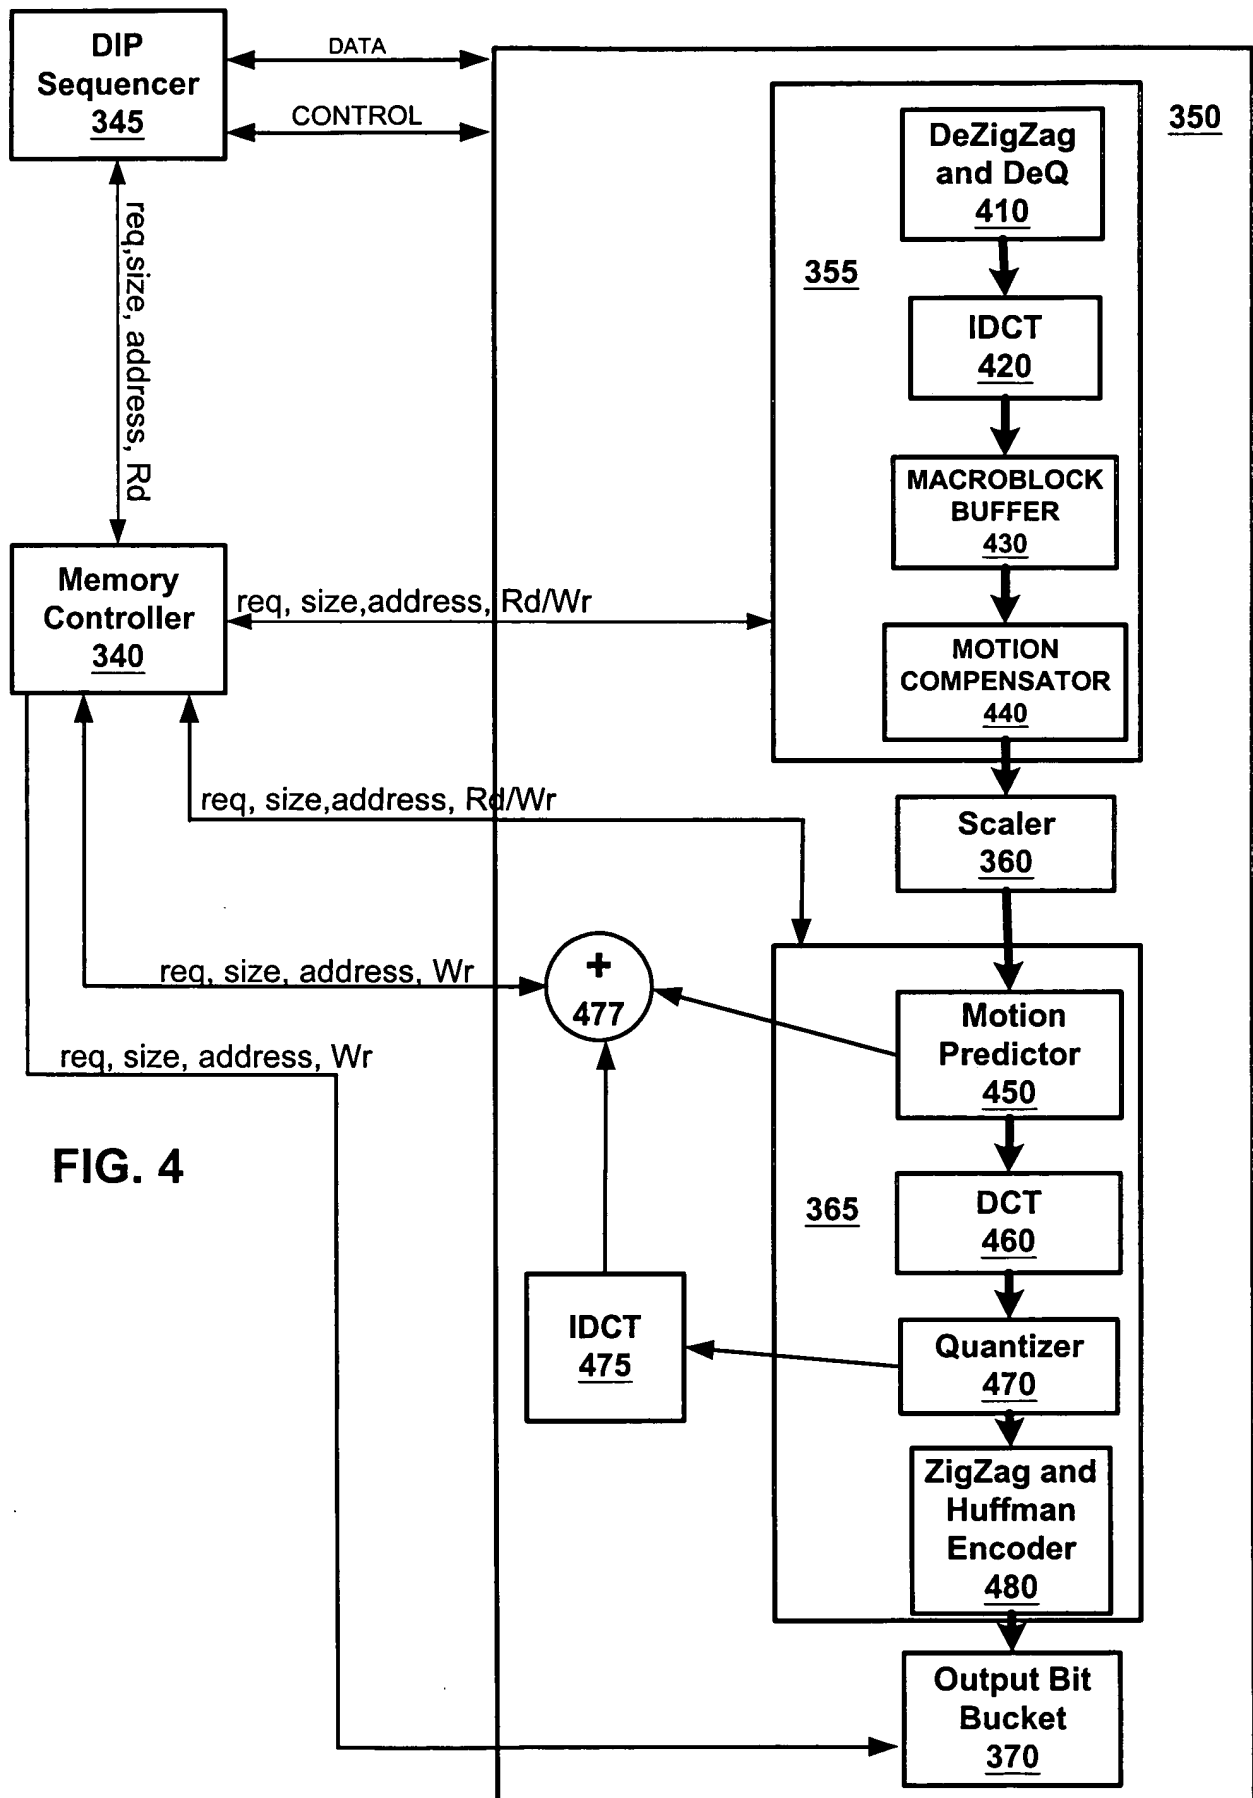 DIP
Sequencer
345
DATA
CONTROL
350
DeZigZag
and DeQ
410
355
IDCT
420
req,size, address, Rd
MACROBLOCK
BUFFER
430
Memory
Controller
340
req, size,address, Rd/Wr
MOTION
COMPENSATOR
440
req, size,address, Rd/Wr
Scaler
360
+
477
req, size, address, Wr
Motion
Predictor
450
req, size, address, Wr
FIG. 4
365
DCT
460
IDCT
475
Quantizer
470
ZigZag and
Huffman
Encoder
480
Output Bit
Bucket
370